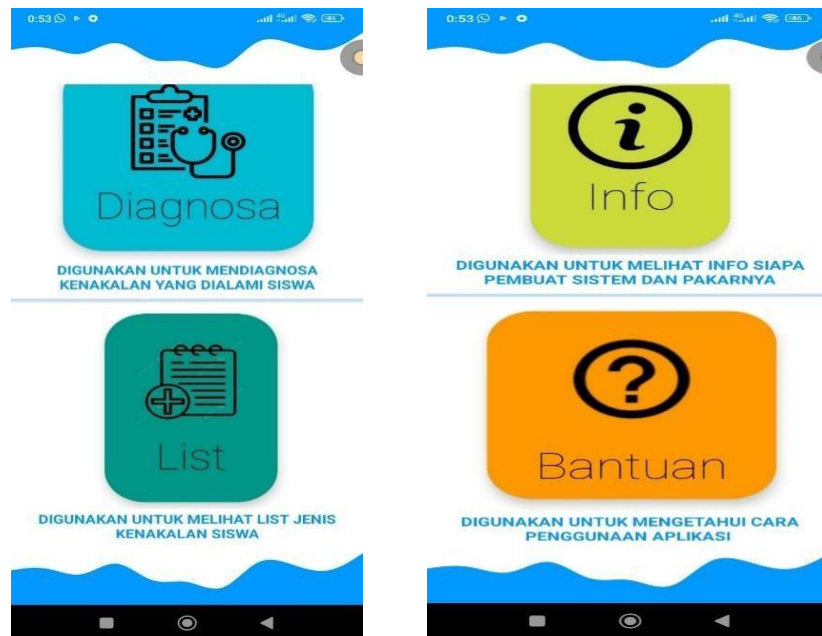 0:53
Diagnosa
DIGUNAKAN UNTUK MENDIAGNOSA
KENAKALAN YANG DIALAMI SISWA
List
DIGUNAKAN UNTUK MELIHAT LIST JENIS
KENAKALAN SISWA
0:53
Info
DIGUNAKAN UNTUK MELIHAT INFO SIAPA
PEMBUAT SISTEM DAN PAKARNYA
Bantuan
DIGUNAKAN UNTUK MENGETAHUI CARA
PENGGUNAAN APLIKASI